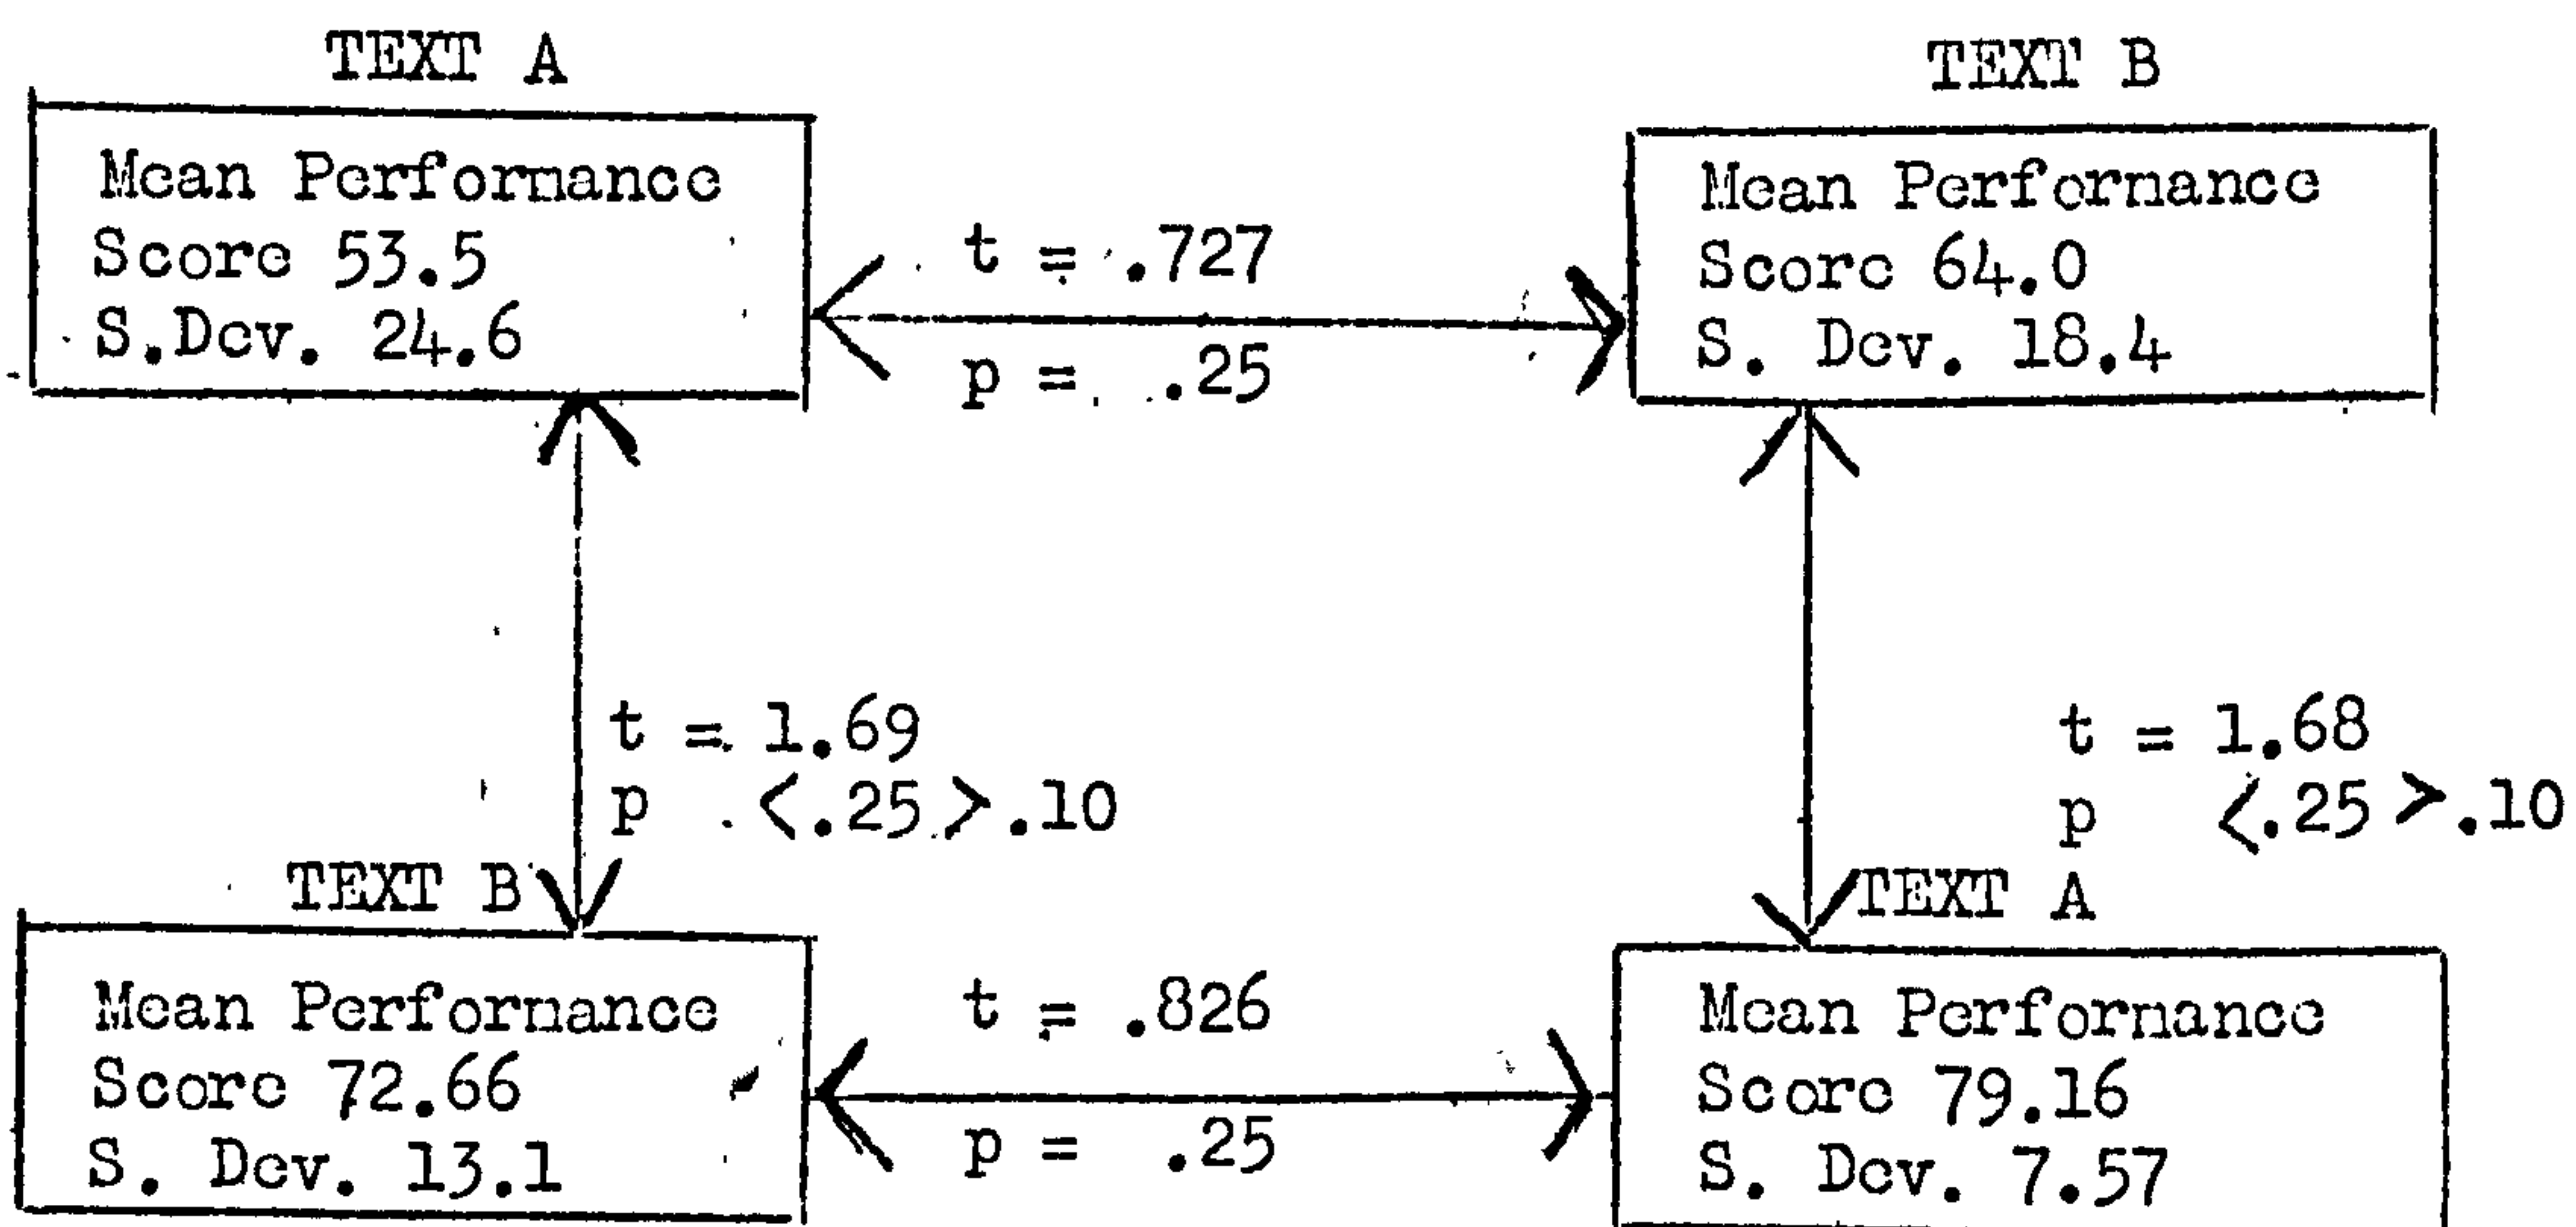 TEXT A
TEXT B
Mean Performance
Score 53.5
S.Dev. 24.6
t = .727
p = .25
Mean Performance
Score 64.0
S. Dev. 18.4
t = 1.69
p <.25 >.10
t = 1.68
p <.25 >.10
TEXT B
TEXT A
Mean Performance
Score 72.66
S. Dev. 13.1
t = .826
p = .25
Mean Performance
Score 79.16
S. Dev. 7.57